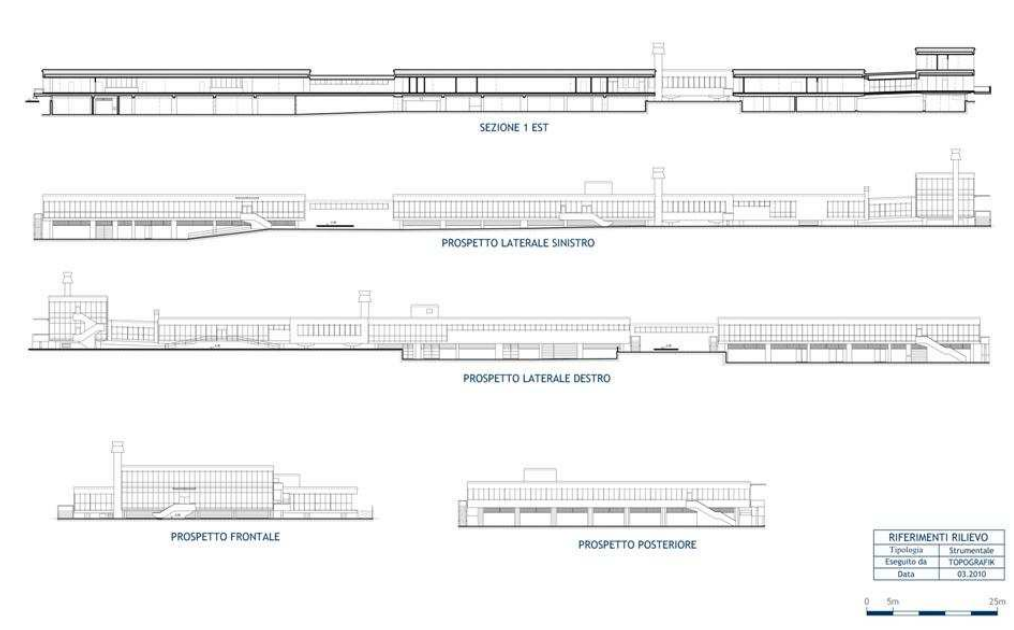 SEZIONE 1 EST
PROSPETTO LATERALE SINISTRO
PROSPETTO LATERALE DESTRO
PROSPETTO FRONTALE
PROSPETTO POSTERIORE
RIFERIMENTI RILIEVO
Tipologia Strumentale
Eseguito da TOPOGRAFIK
Data 03.2010
0 5m 25m